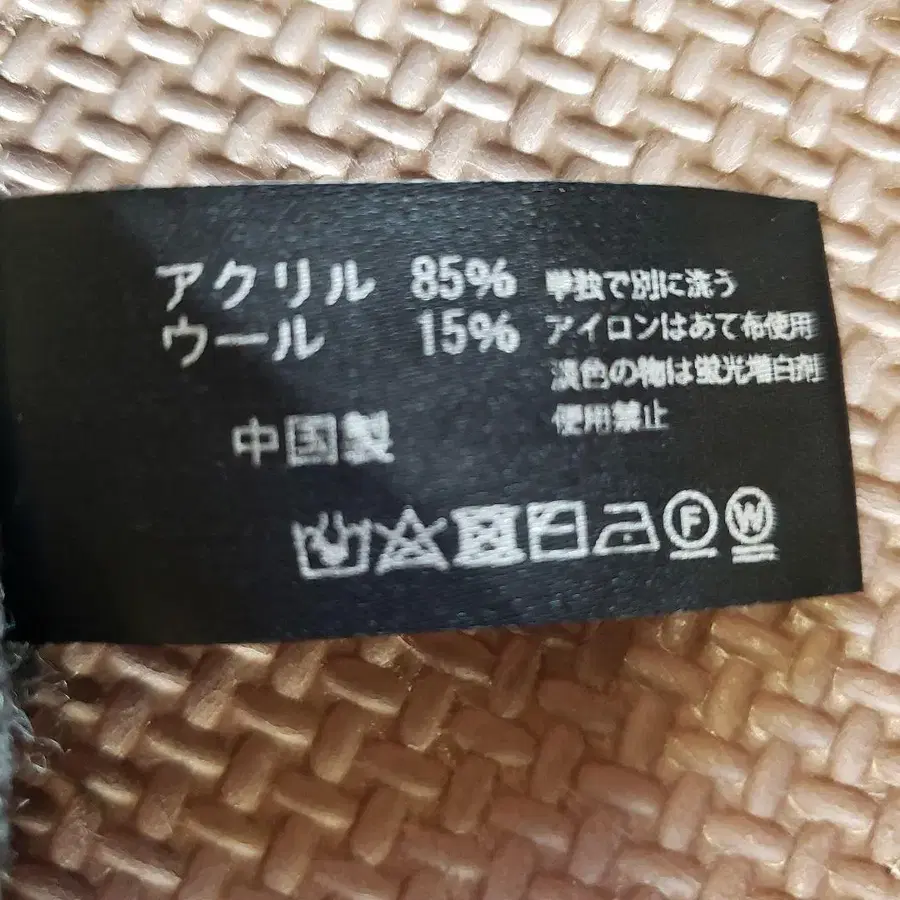 アクリル 85%
ウール 15%
中国製
単独で別に洗う
アイロンはあて布使用
淡色の物は蛍光増白剤
使用禁止
F W